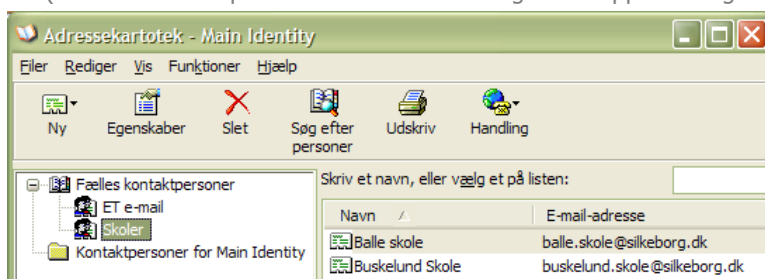 Adressekartotek - Main Identity
Filer Rediger Vis Funktioner Hjælp
Ny Egenskaber Slet Søg efter personer Udskriv Handling
Fælles kontaktpersoner
ET e-mail
Skoler
Kontaktpersoner for Main Identity
Skriv et navn, eller vælg et på listen:
Navn E-mail-adresse
Balle skole balle.skole@silkeborg.dk
Buskelund Skole buskelund.skole@silkeborg.dk